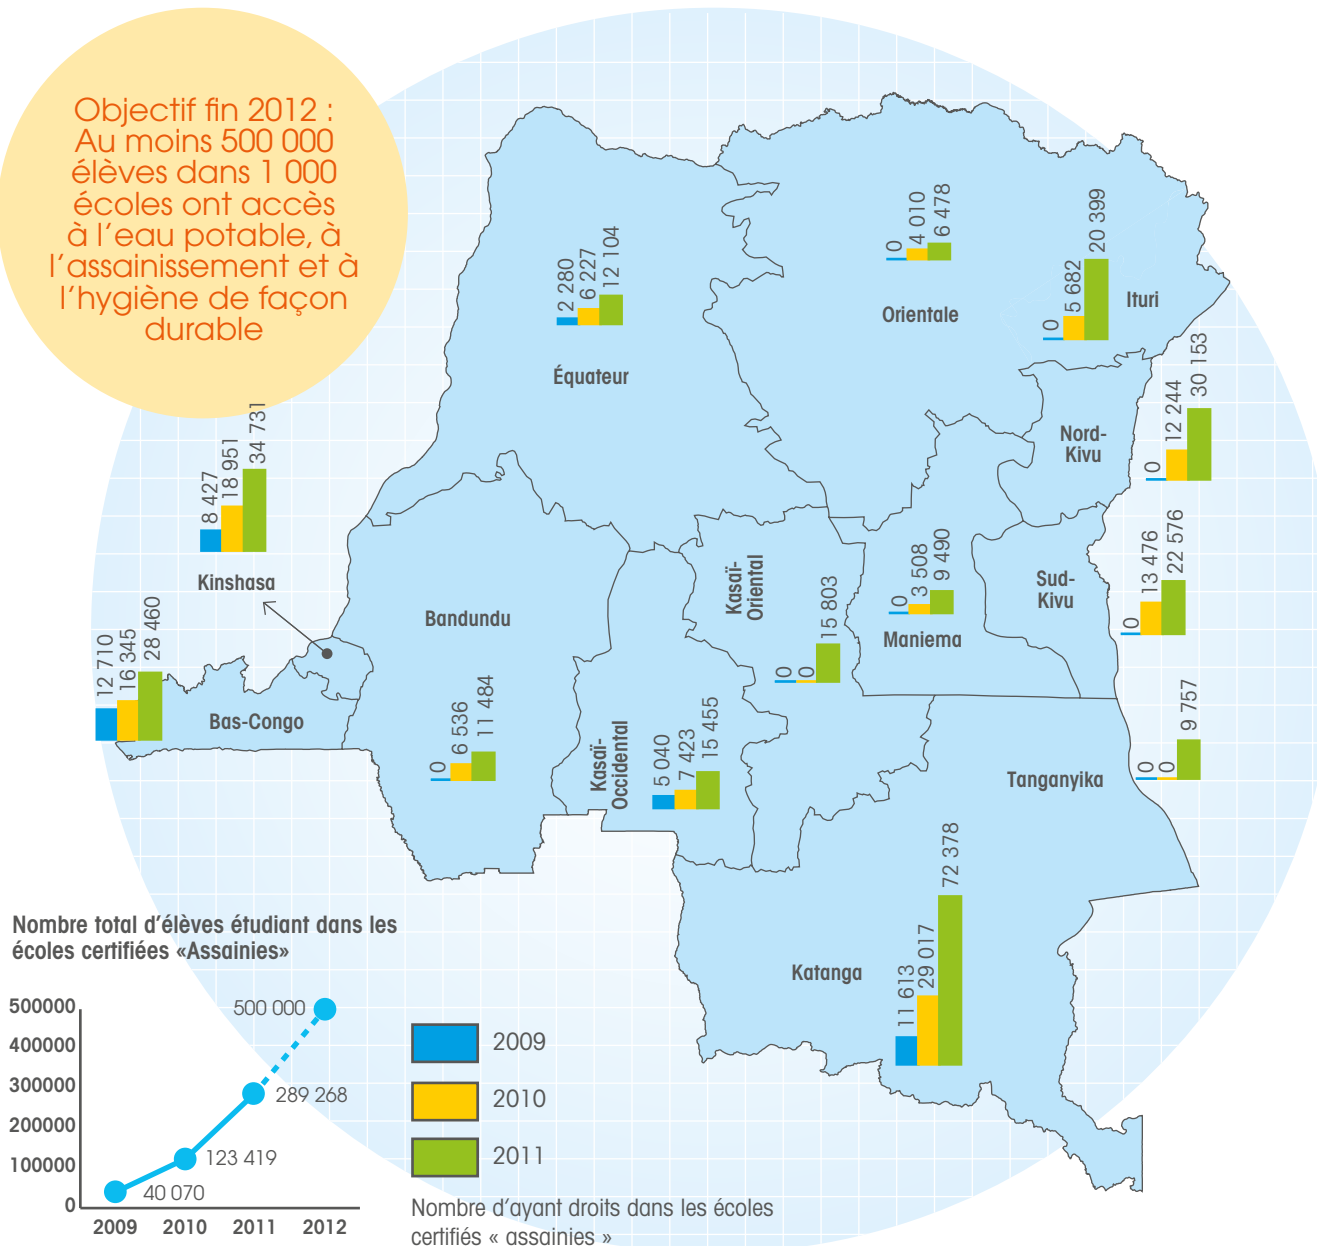 Objectif fin 2012 :
Au moins 500 000
élèves dans 1 000
écoles ont accès
à l'eau potable, à
l'assainissement et à
l'hygiène de façon
durable
2 280
6 227
12 104
Équateur
0
4 010
6 478
Orientale
0
5 682
20 399
Ituri
0
12 244
30 153
Nord-
Kivu
8 427
18 951
34 731
Kinshasa
12 710
16 345
28 460
Bas-Congo
Bandundu
0
6 536
11 484
Kasaï-
Oriental
0
0
15 803
0
3 508
9 490
Maniema
Sud-
Kivu
0
13 476
22 576
Kasaï-
Occidental
5 040
7 423
15 455
Tanganyika
0
0
9 757
Katanga
11 613
29 017
72 378
Nombre total d'élèves étudiant dans les
écoles certifiées «Assainies»
500000
400000
300000
200000
100000
0
500 000
289 268
123 419
40 070
2009 2010 2011 2012
2009
2010
2011
Nombre d'ayant droits dans les écoles
certifiés « assainies »